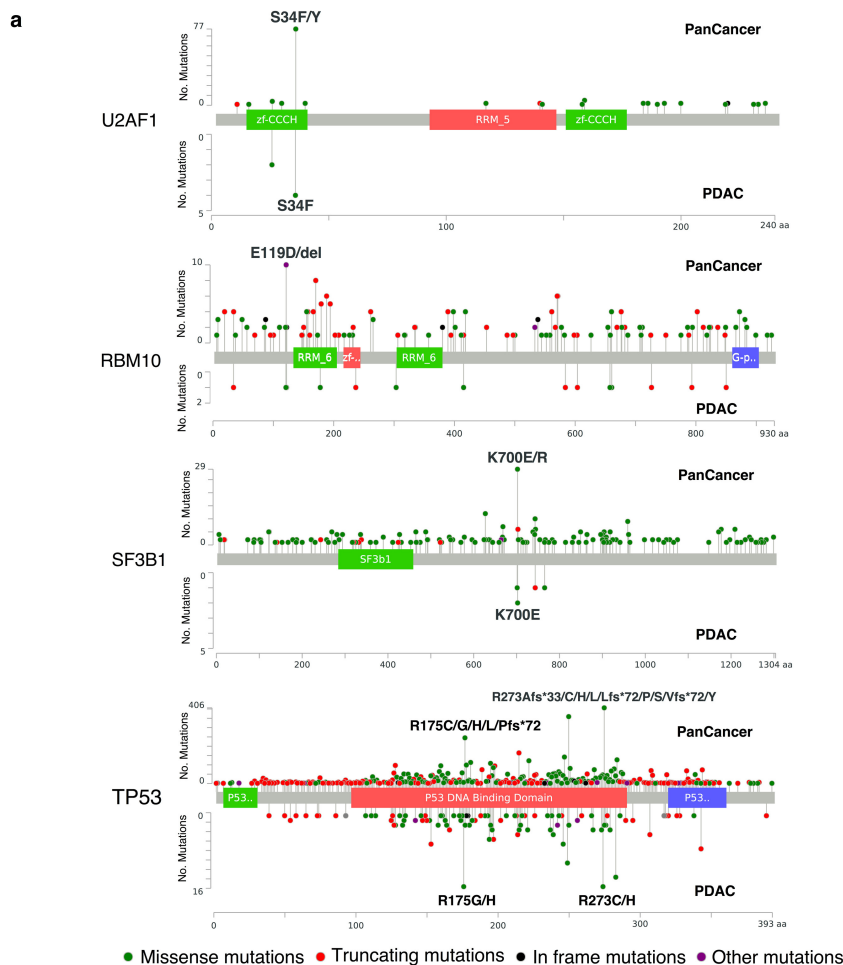 a
77
S34F/Y
PanCancer
No. Mutations
0
U2AF1
zf-CCCH
RRM_5
zf-CCCH
0
No. Mutations
5
S34F
PDAC
0
100
200
240 aa
E119D/del
10
PanCancer
No. Mutations
0
RBM10
RRM_6
zf-..
RRM_6
G-p..
0
No. Mutations
2
PDAC
0
200
400
600
800
930 aa
K700E/R
29
PanCancer
No. Mutations
0
SF3B1
SF3b1
0
No. Mutations
5
K700E
PDAC
0
200
400
600
800
1000
1200
1304 aa
R273Afs*33/C/H/L/Lfs*72/P/S/Vfs*72/Y
406
R175C/G/H/L/Pfs*72
PanCancer
No. Mutations
0
TP53
P53..
P53 DNA Binding Domain
P53..
0
No. Mutations
16
R175G/H
R273C/H
PDAC
0
100
200
300
393 aa
Missense mutations
Truncating mutations
In frame mutations
Other mutations